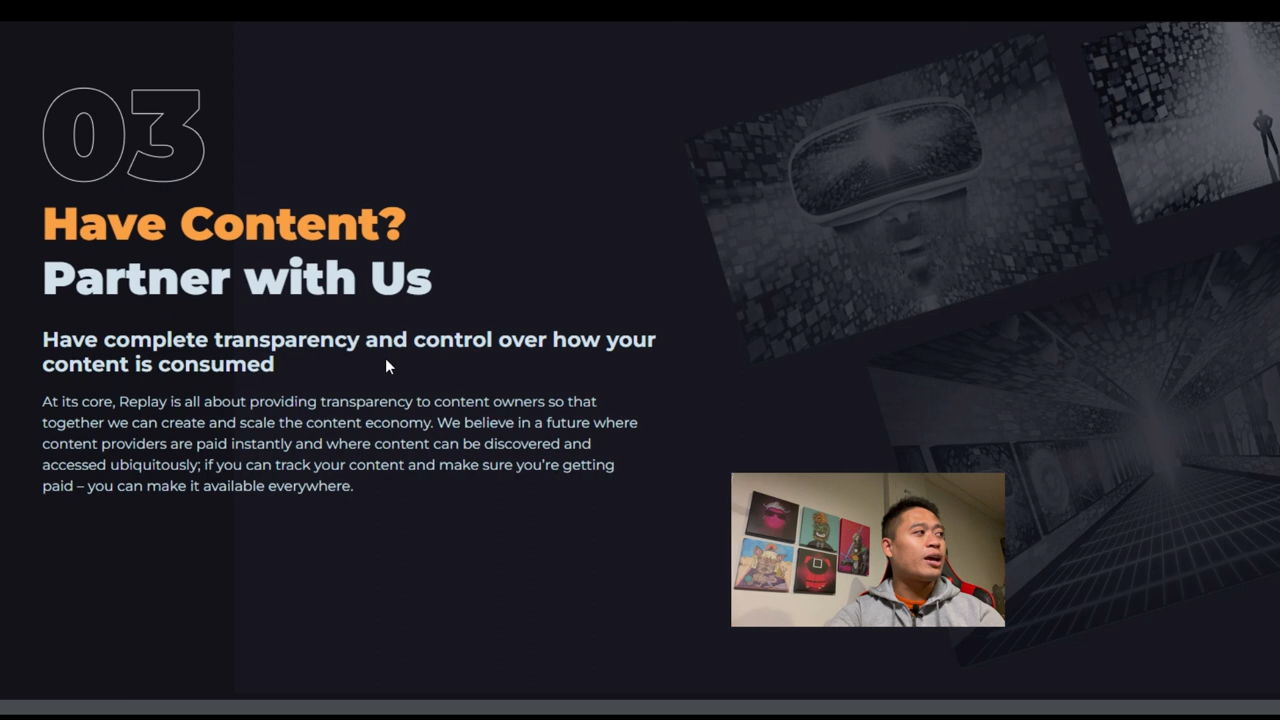 03
Have Content?
Partner with Us
Have complete transparency and control over how your
content is consumed
At its core, Replay is all about providing transparency to content owners so that
together we can create and scale the content economy. We believe in a future where
content providers are paid instantly and where content can be discovered and
accessed ubiquitously; if you can track your content and make sure you're getting
paid – you can make it available everywhere.